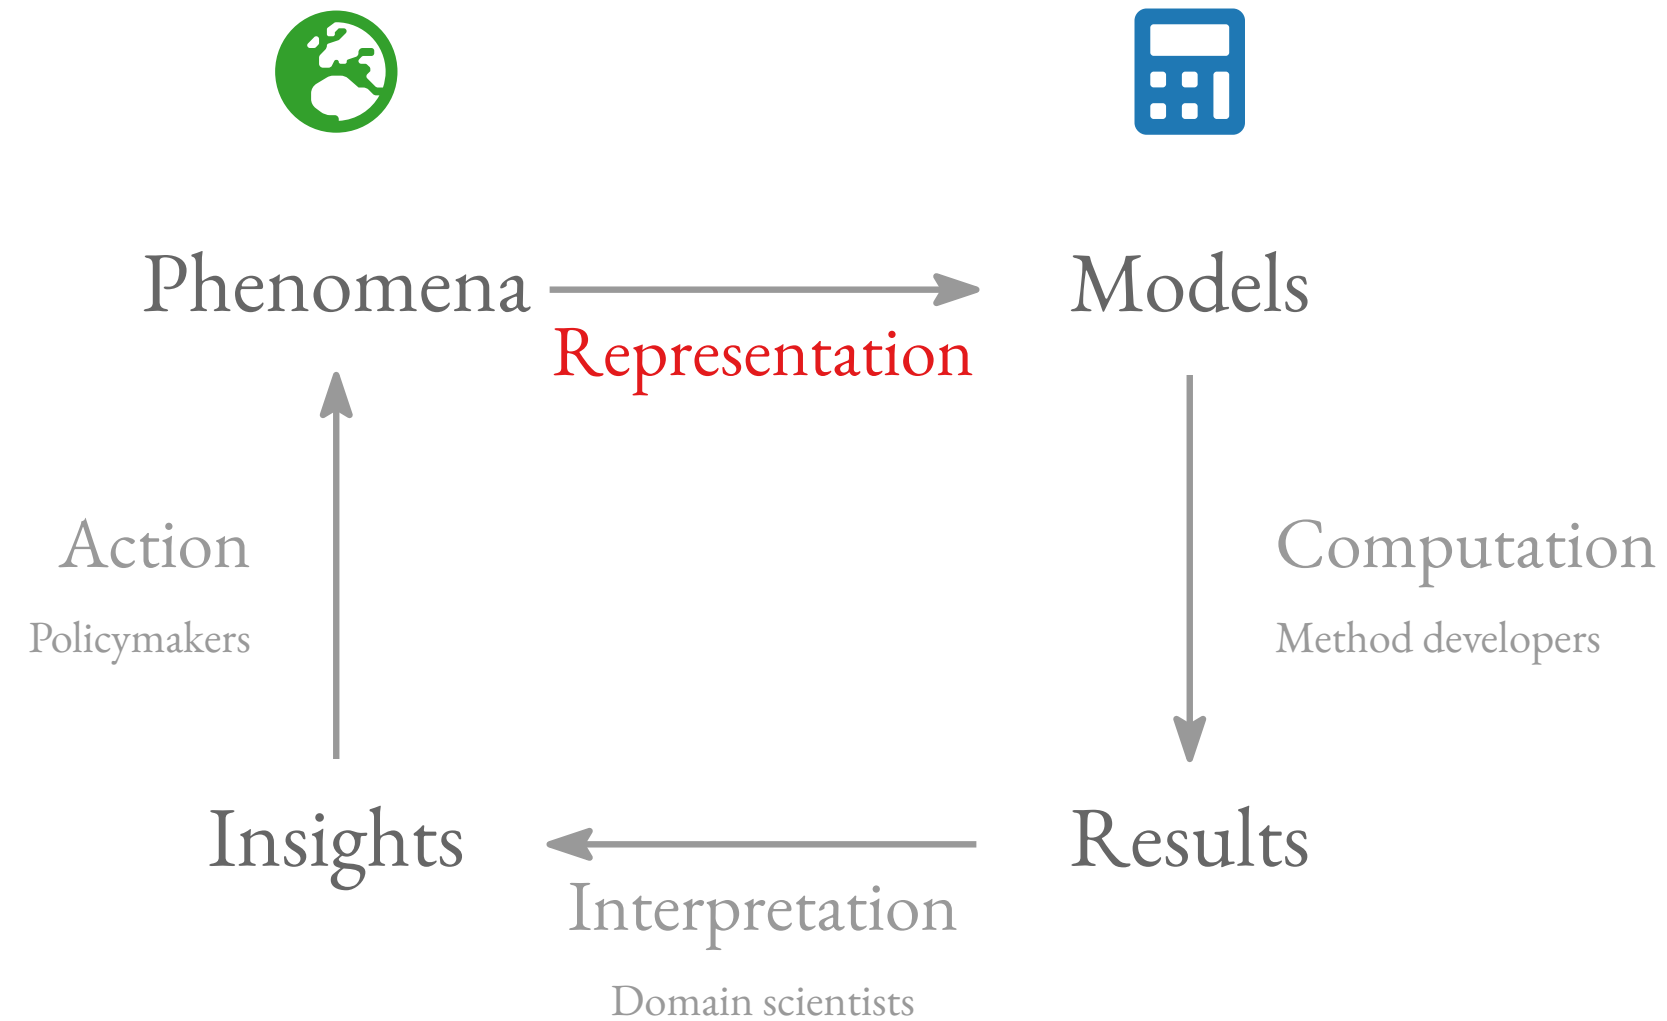 Phenomena
Models
Representation
Action
Computation
Policymakers
Method developers
Insights
Results
Interpretation
Domain scientists